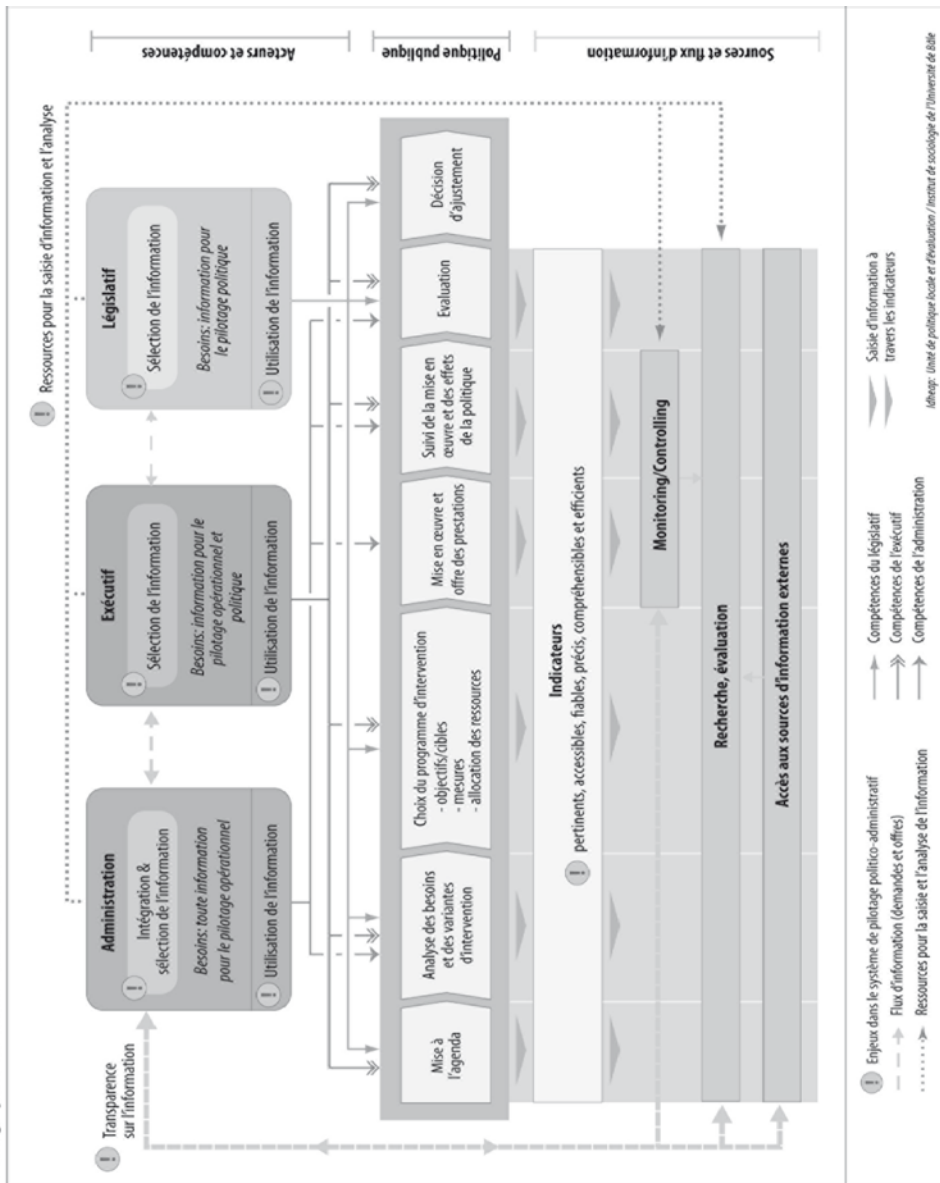 Transparence
sur l'information
Ressources pour la saisie d'information et l'analyse
Administration
Intégration &
sélection de l'information
Besoins: toute information
pour le pilotage opérationnel
Utilisation de l'information
Exécutif
Sélection de l'information
Besoins: information pour le
pilotage opérationnel et
politique
Utilisation de l'information
Législatif
Sélection de l'information
Besoins: information pour
le pilotage politique
Utilisation de l'information
Acteurs et compétences
Mise à
l'agenda
Analyse des besoins
et des variantes
d'intervention
Choix du programme d'intervention
- objectifs/cibles
- mesures
- allocation des ressources
Mise en œuvre et
offre des prestations
Suivi de la mise en
œuvre et des effets
de la politique
Evaluation
Décision
d'ajustement
Politique publique
Indicateurs
pertinents, accessibles, fiables, précis, compréhensibles et efficients
Monitoring/Controlling
Recherche, évaluation
Accès aux sources d'information externes
Sources et flux d'information
Enjeux dans le système de pilotage politico-administratif
Flux d'information (demandes et offres)
Ressources pour la saisie et l'analyse de l'information
Compétences du législatif
Compétences de l'exécutif
Compétences de l'administration
Saisie d'information à
travers les indicateurs
Idheap: Unité de politique locale et d'évaluation / Institut de sociologie de l'Université de Bâle